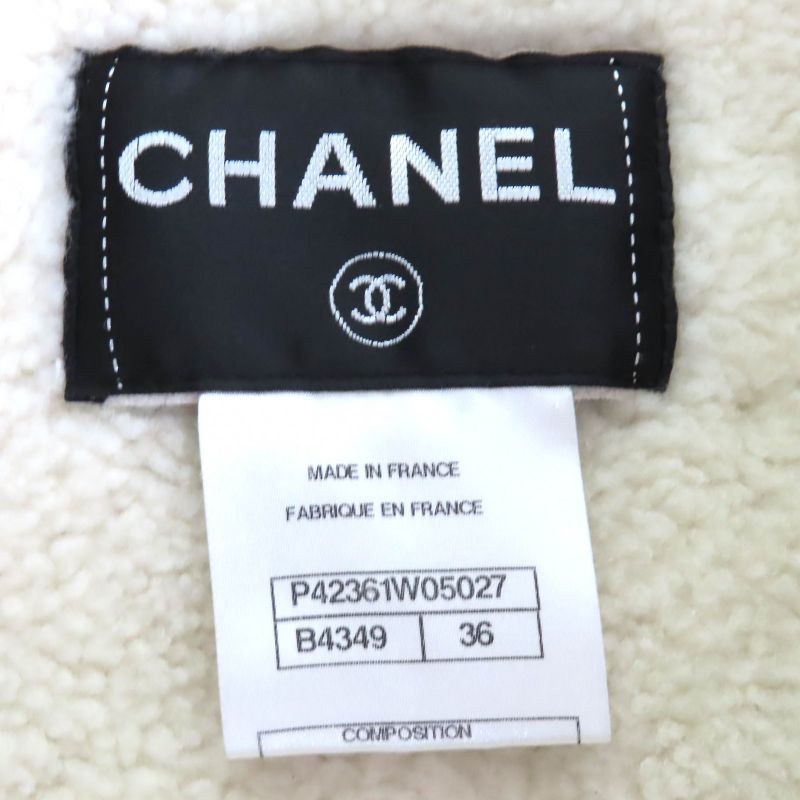 CHANEL
MADE IN FRANCE
FABRIQUE EN FRANCE
P42361W05027
B4349 36
COMPOSITION